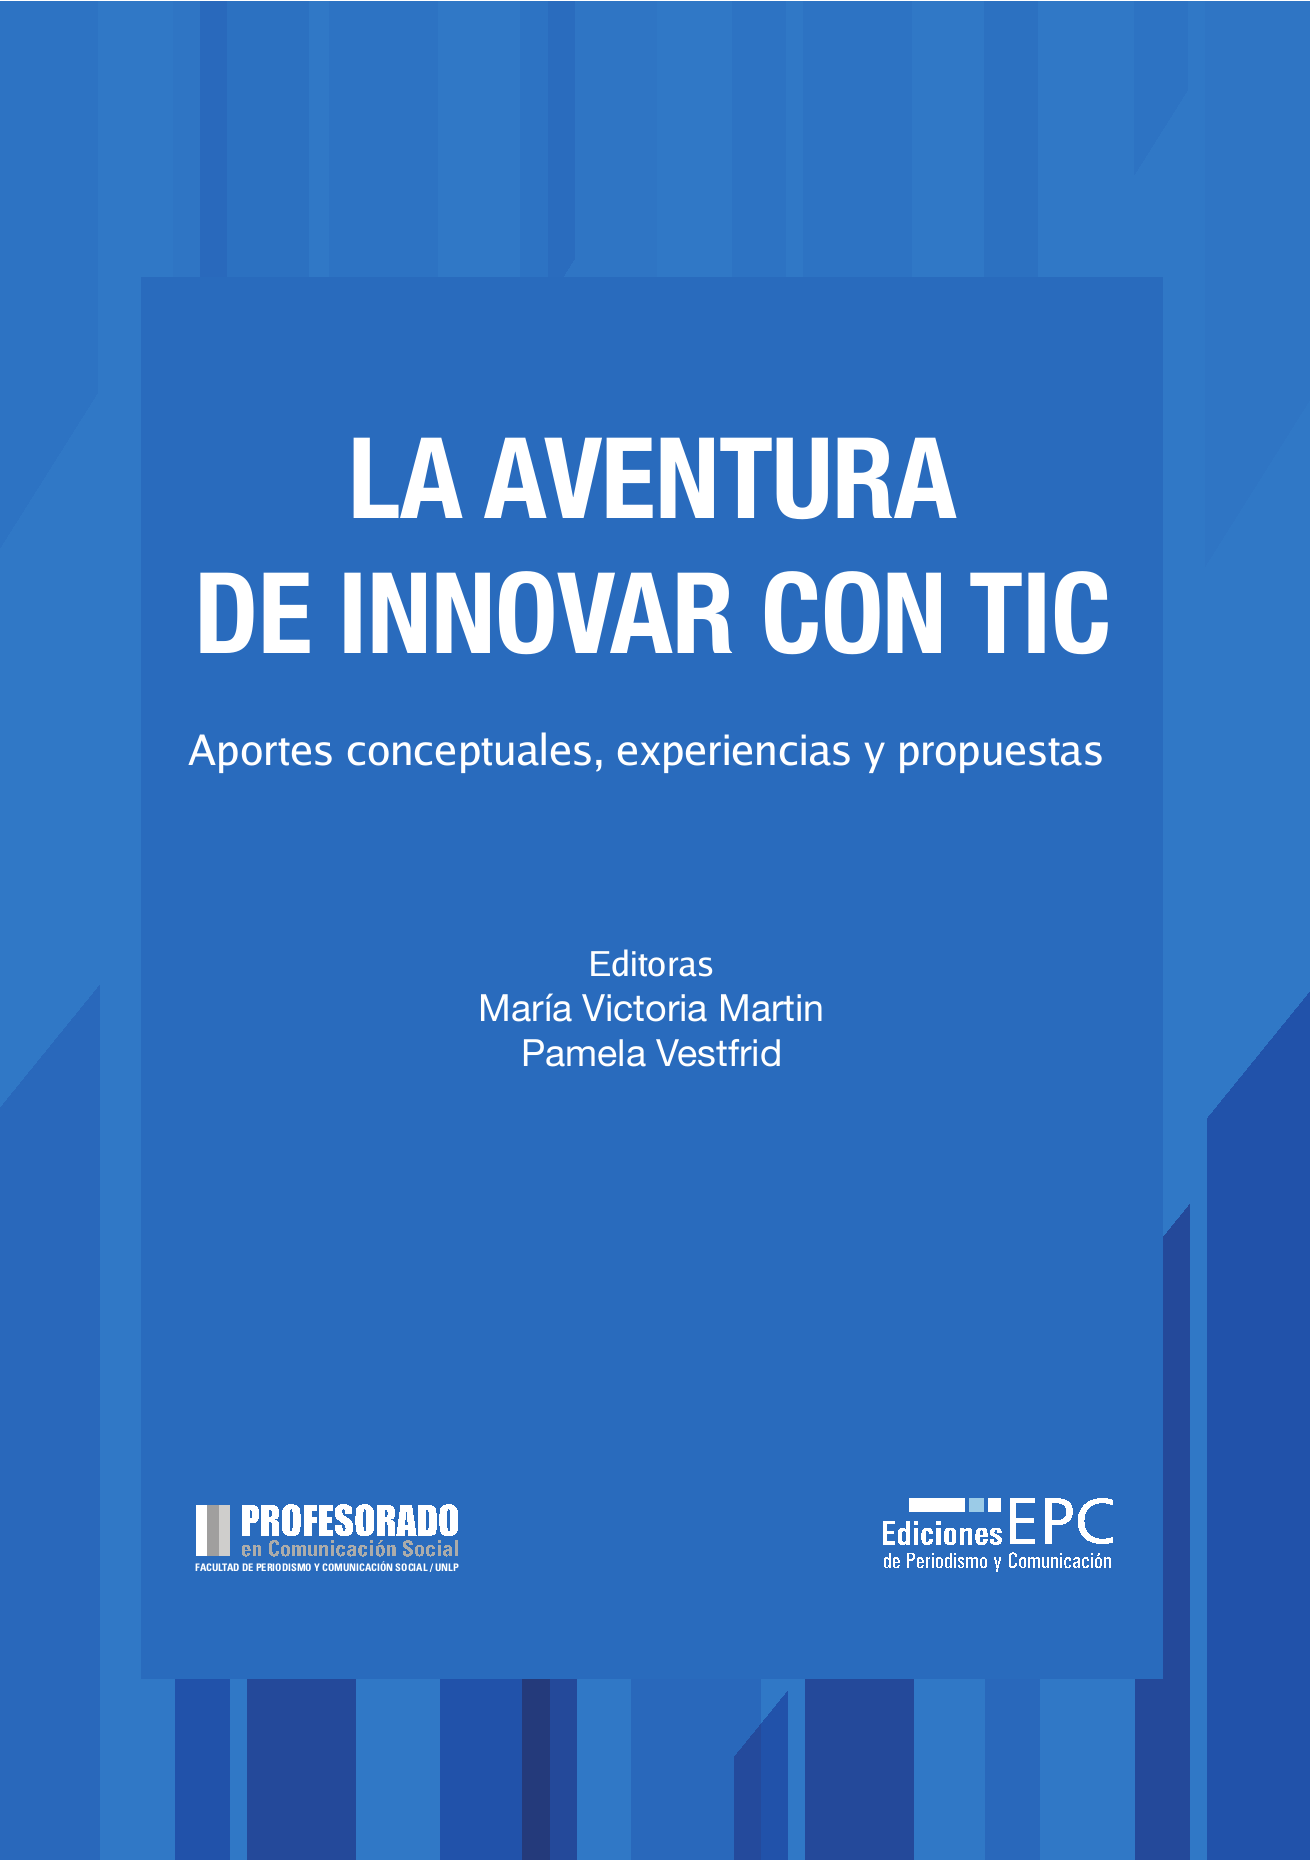 LA AVENTURA
DE INNOVAR CON TIC
Aportes conceptuales, experiencias y propuestas
Editoras
María Victoria Martin
Pamela Vestfrid
PROFESORADO
en Comunicación Social
FACULTAD DE PERIODISMO Y COMUNICACIÓN SOCIAL / UNLP
Ediciones EPC
de Periodismo y Comunicación